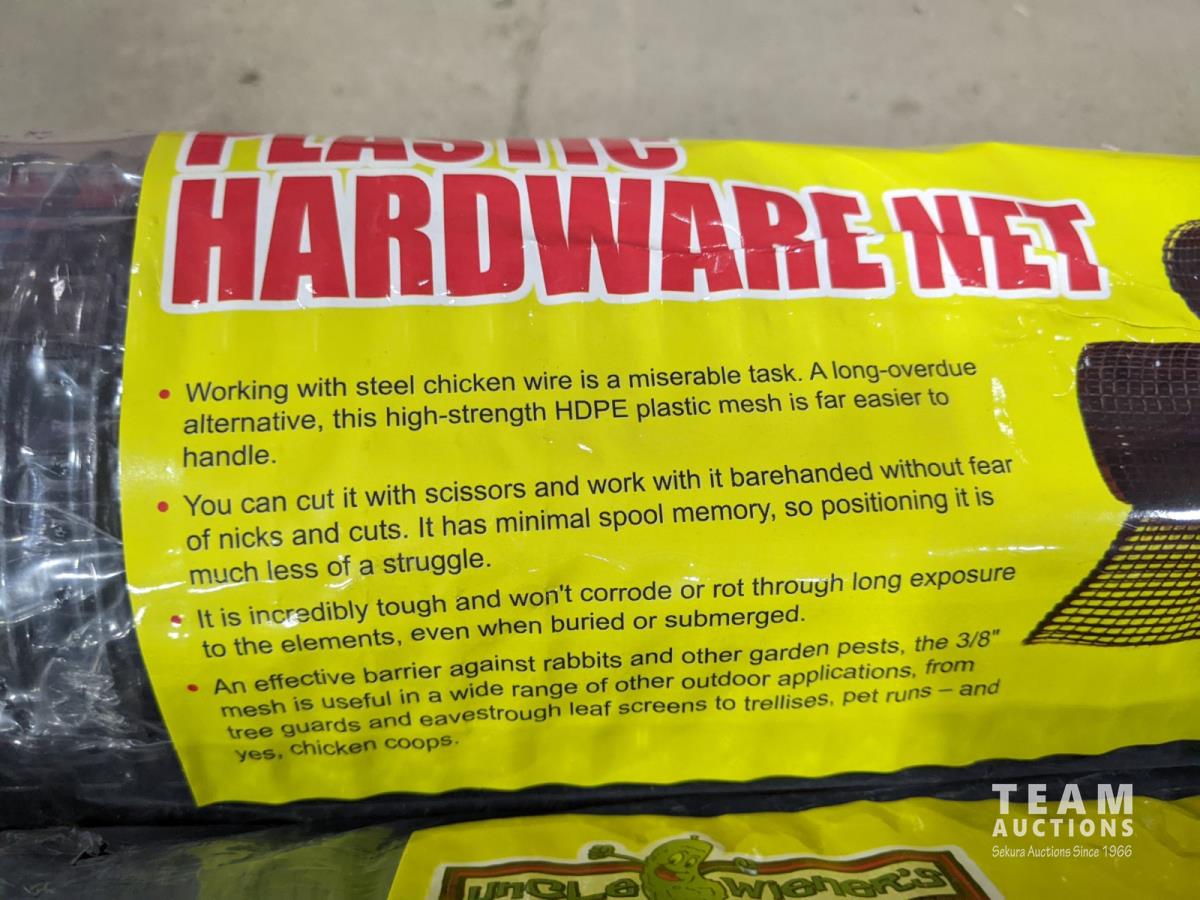 PLASTIC
HARDWARE NET
• Working with steel chicken wire is a miserable task. A long-overdue
alternative, this high-strength HDPE plastic mesh is far easier to
handle.
• You can cut it with scissors and work with it barehanded without fear
of nicks and cuts. It has minimal spool memory, so positioning it is
much less of a struggle.
• It is incredibly tough and won't corrode or rot through long exposure
to the elements, even when buried or submerged.
• An effective barrier against rabbits and other garden pests, the 3/8"
mesh is useful in a wide range of other outdoor applications, from
tree guards and eavestrough leaf screens to trellises, pet runs – and
yes, chicken coops.
TEAM
AUCTIONS
Sekura Auctions Since 1966
UNCLE WIENER'S